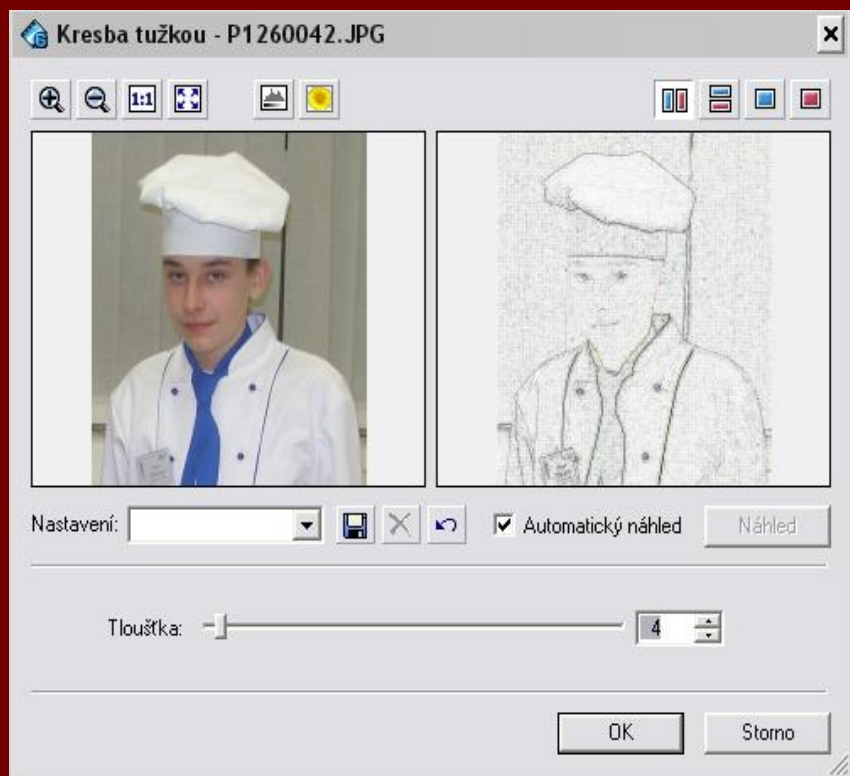 Kresba tužkou - P1260042.JPG
1:1
Nastavení:
Automatický náhled
Náhled
Tloušťka:
4
OK
Storno